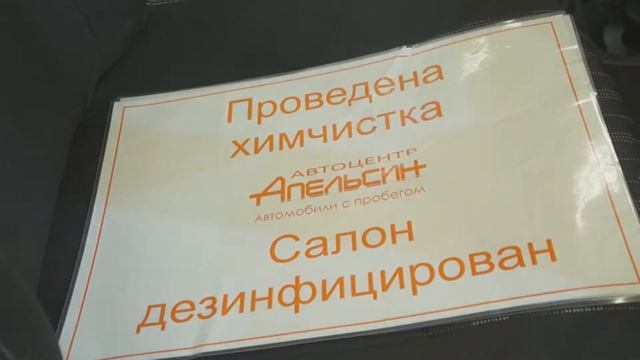 Проведена
химчистка
АВТОЦЕНТР
АПЕЛЬСИН
Автомобили с пробегом
Салон
дезинфицирован